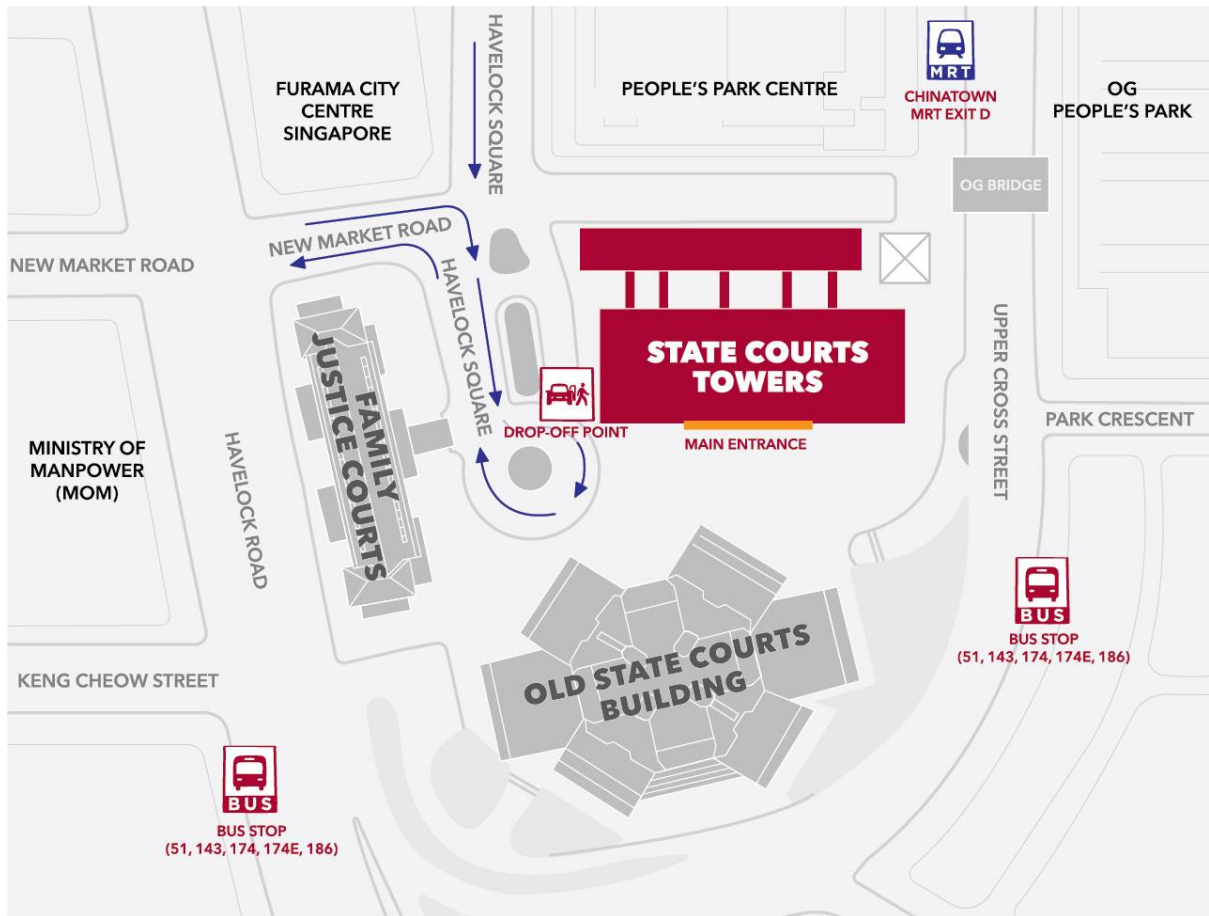 HAVELOCK SQUARE
FURAMA CITY
CENTRE
SINGAPORE
PEOPLE'S PARK CENTRE
MRT
CHINATOWN
MRT EXIT D
OG
PEOPLE'S PARK
OG BRIDGE
NEW MARKET ROAD
NEW MARKET ROAD
HAVELOCK SQUARE
STATE COURTS
TOWERS
DROP-OFF POINT
MAIN ENTRANCE
UPPER CROSS STREET
PARK CRESCENT
FAMILY
JUSTICE COURTS
MINISTRY OF
MANPOWER
(MOM)
HAVELOCK ROAD
BUS
BUS STOP
(51, 143, 174, 174E, 186)
OLD STATE COURTS
BUILDING
KENG CHEOW STREET
BUS
BUS STOP
(51, 143, 174, 174E, 186)